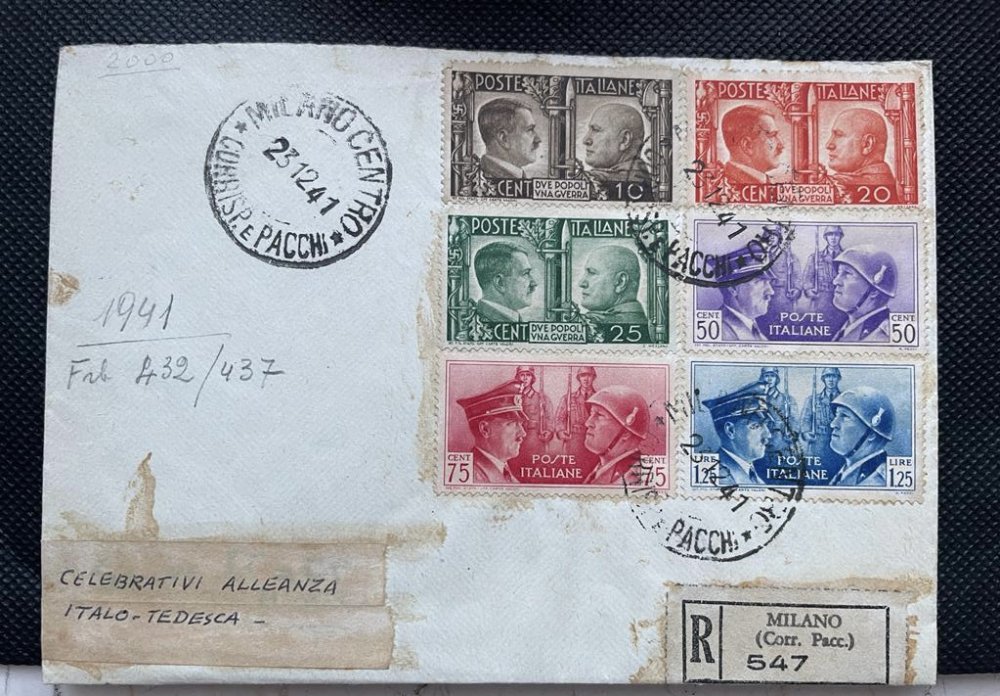 2000
MILANO CENTRO
23.12.41
CORRISP. E PACCHI
1941
432/437
CELEBRATIVI ALLEANZA
ITALO-TEDESCA -
POSTE ITALIANE
CENT DVE POPOLI 10
VNA GVERRA
POSTE ITALIANE
CENT DVE POPOLI 20
VNA GVERRA
POSTE ITALIANE
CENT DVE POPOLI 25
VNA GVERRA
CENT POSTE CENT
50 ITALIANE 50
CENT POSTE
75 ITALIANE 75
POSTE LIRE
1.25 ITALIANE 1.25
PACCHI
PACCHI
R MILANO
(Corr. Pacc.)
547